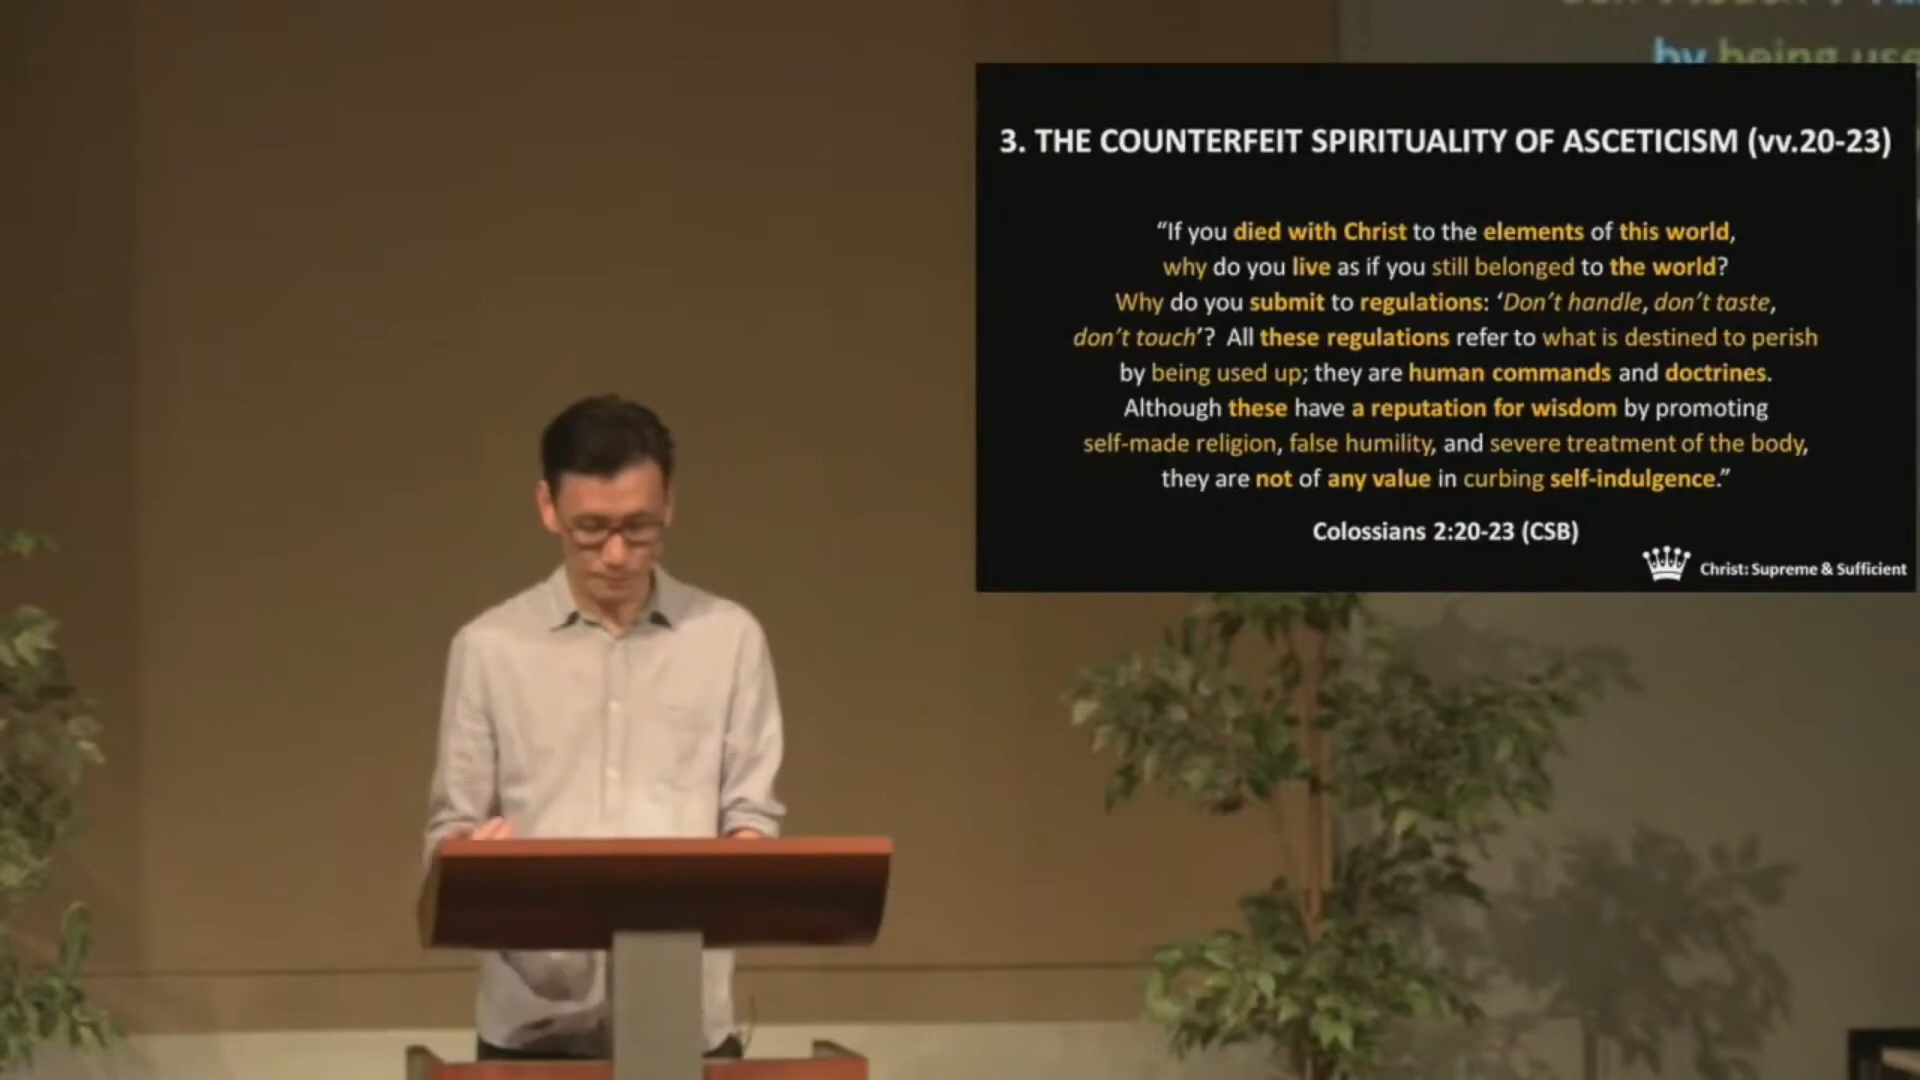 by being use
3. THE COUNTERFEIT SPIRITUALITY OF ASCETICISM (vv.20-23)
“If you died with Christ to the elements of this world,
why do you live as if you still belonged to the world?
Why do you submit to regulations: ‘Don’t handle, don’t taste,
don’t touch’? All these regulations refer to what is destined to perish
by being used up; they are human commands and doctrines.
Although these have a reputation for wisdom by promoting
self-made religion, false humility, and severe treatment of the body,
they are not of any value in curbing self-indulgence.”
Colossians 2:20-23 (CSB)
Christ: Supreme & Sufficient